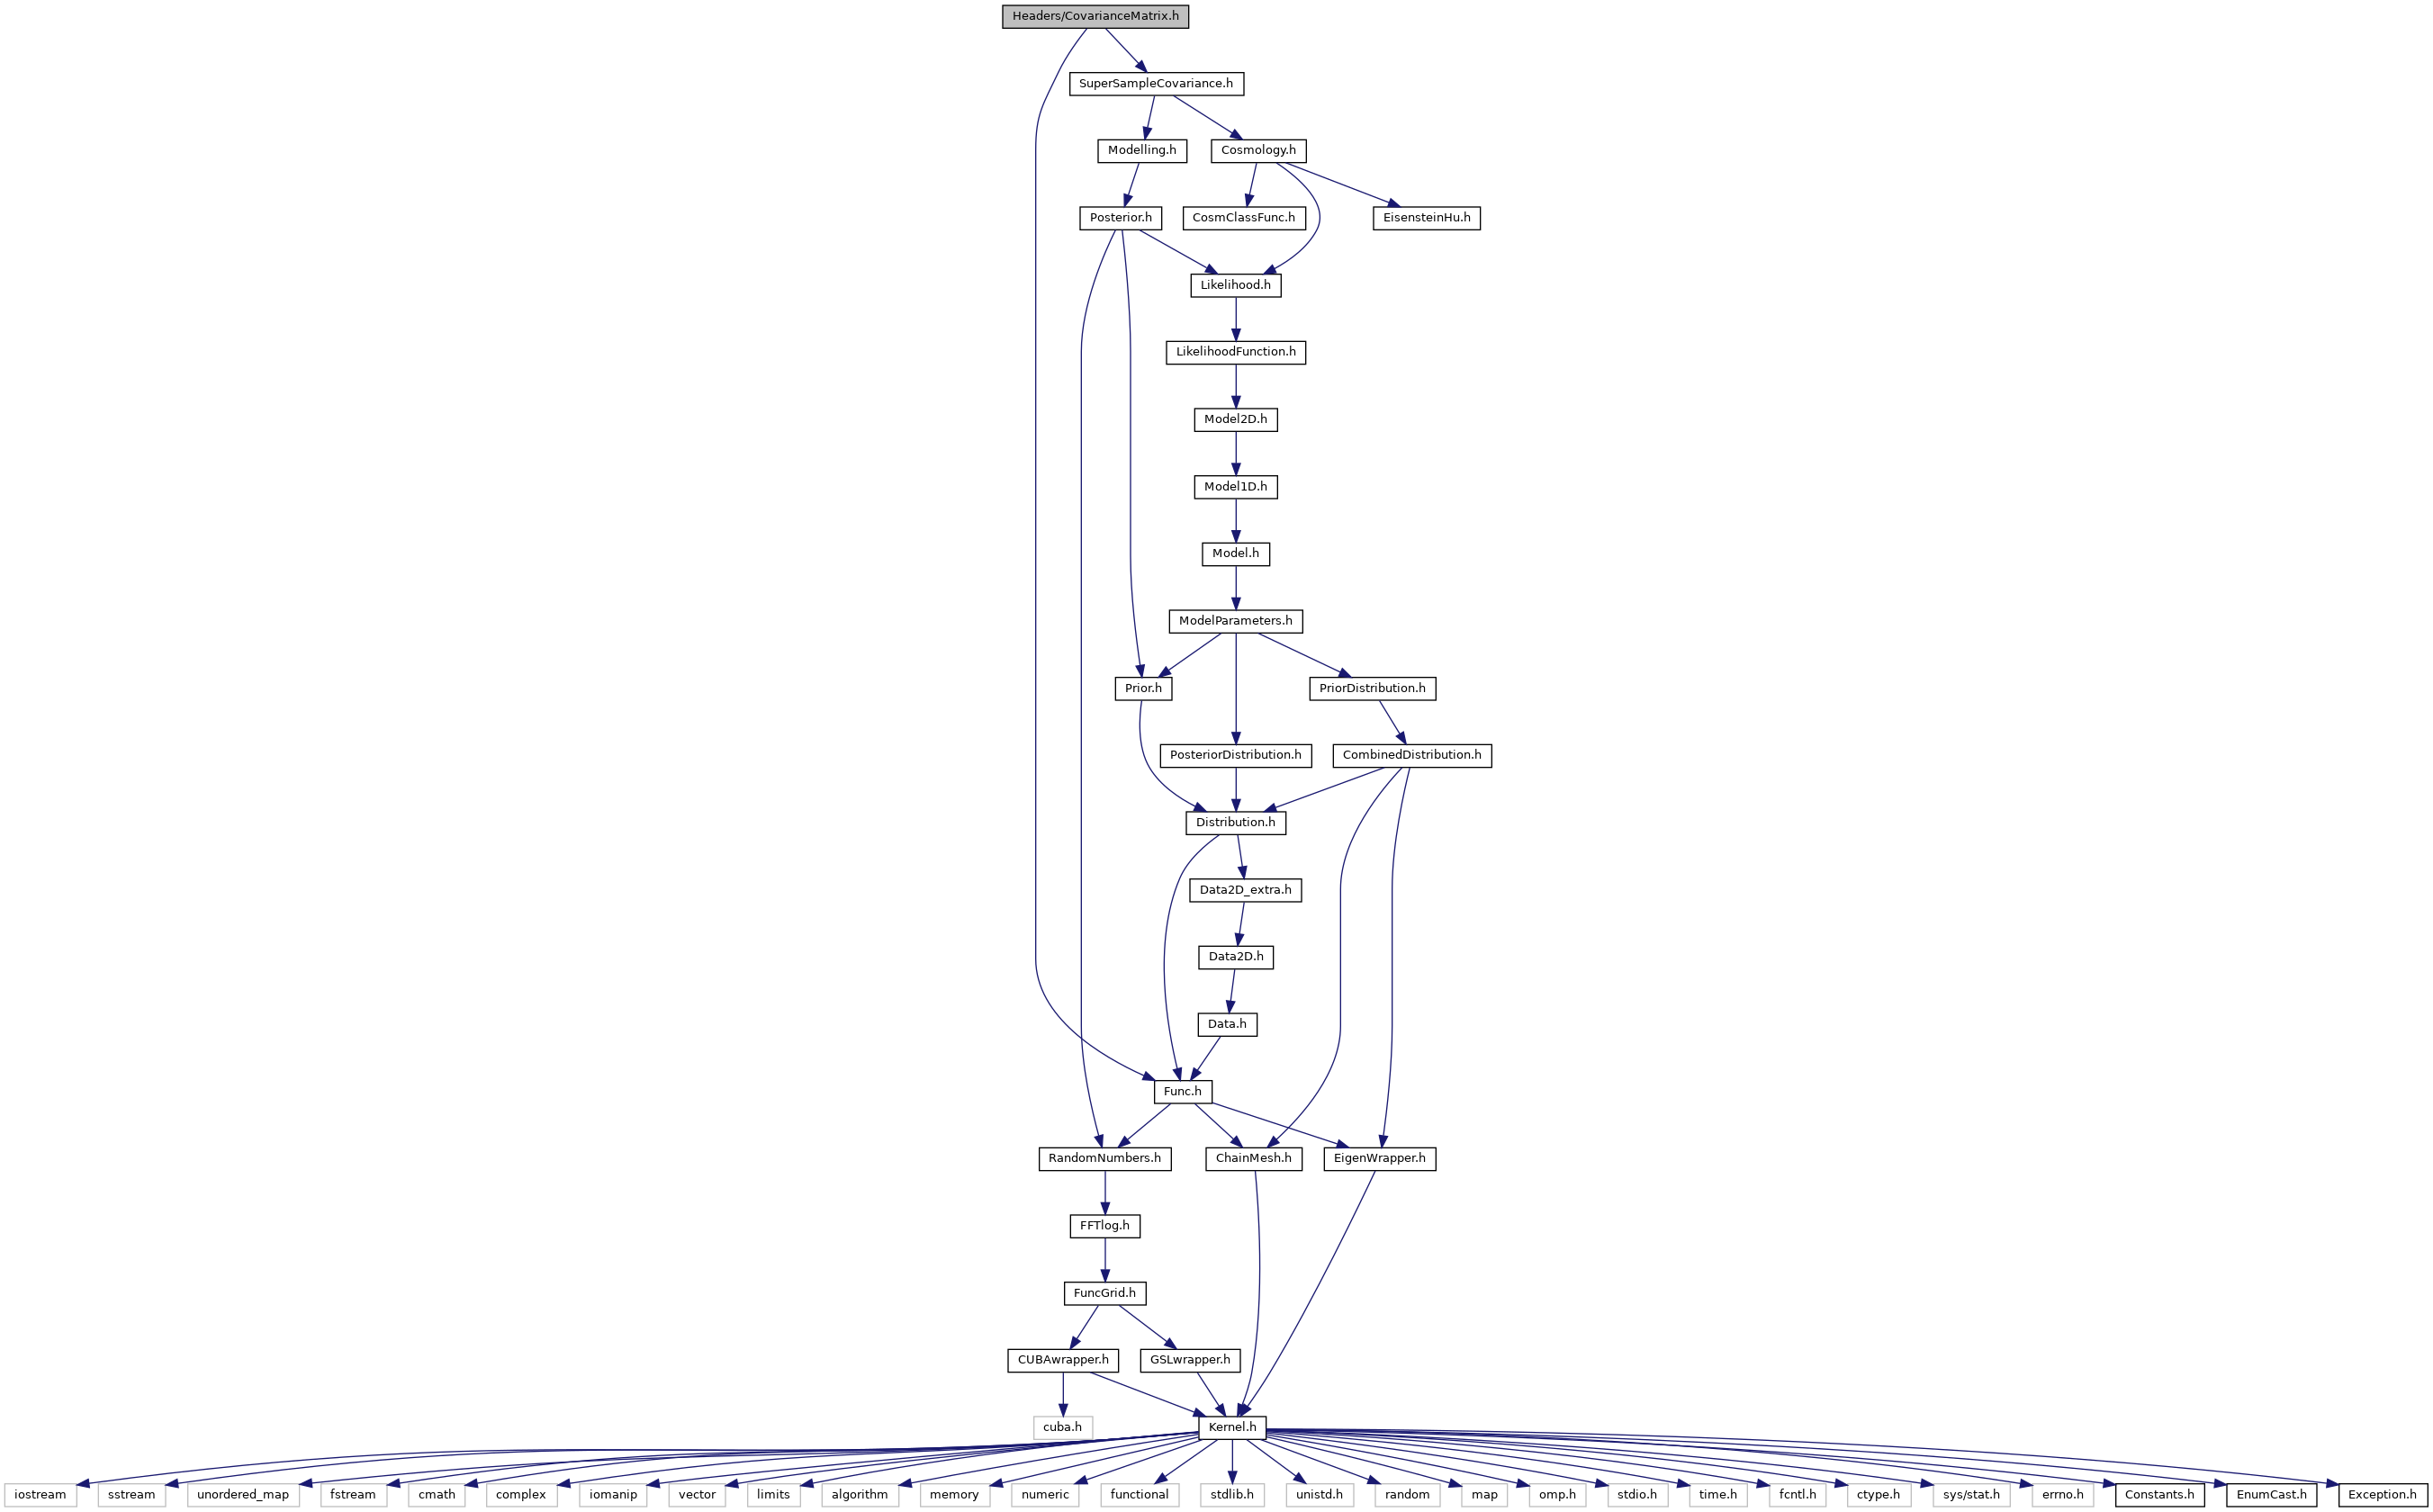 Headers/CovarianceMatrix.h
SuperSampleCovariance.h
Modelling.h
Cosmology.h
Posterior.h
CosmClassFunc.h
EisensteinHu.h
Likelihood.h
LikelihoodFunction.h
Model2D.h
Model1D.h
Model.h
ModelParameters.h
Prior.h
PriorDistribution.h
PosteriorDistribution.h
CombinedDistribution.h
Distribution.h
Data2D_extra.h
Data2D.h
Data.h
Func.h
RandomNumbers.h
ChainMesh.h
EigenWrapper.h
FFTlog.h
FuncGrid.h
CUBAwrapper.h
GSLwrapper.h
cuba.h
Kernel.h
iostream
sstream
unordered_map
fstream
cmath
complex
iomanip
vector
limits
algorithm
memory
numeric
functional
stdlib.h
unistd.h
random
map
omp.h
stdio.h
time.h
fcntl.h
ctype.h
sys/stat.h
errno.h
Constants.h
EnumCast.h
Exception.h